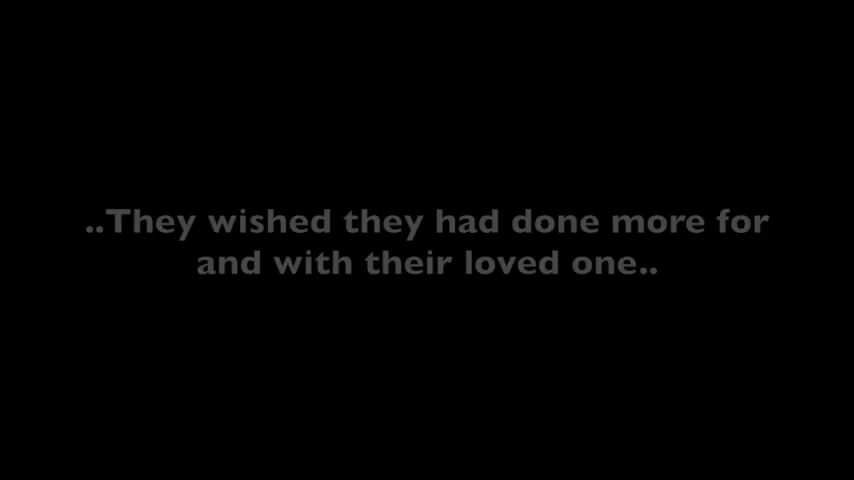 ..They wished they had done more for
and with their loved one..